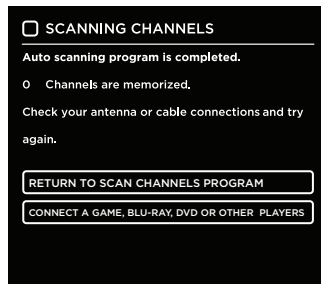 SCANNING CHANNELS
Auto scanning program is completed.
0 Channels are memorized.
Check your antenna or cable connections and try
again.
RETURN TO SCAN CHANNELS PROGRAM
CONNECT A GAME, BLU-RAY, DVD OR OTHER PLAYERS